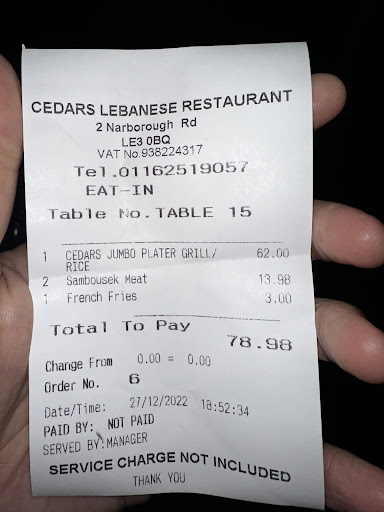 CEDARS LEBANESE RESTAURANT
2 Narborough Rd
LE3 0BQ
VAT No.938224317
Tel.01162519057
EAT-IN
Table No.TABLE 15
1 CEDARS JUMBO PLATER GRILL/ 62.00
RICE
2 Sambousek Meat 13.98
1 French Fries 3.00
Total To Pay 78.98
Change From 0.00 = 0.00
Order No. 6
Date/Time: 27/12/2022 18:52:34
PAID BY: NOT PAID
SERVED BY:MANAGER
SERVICE CHARGE NOT INCLUDED
THANK YOU